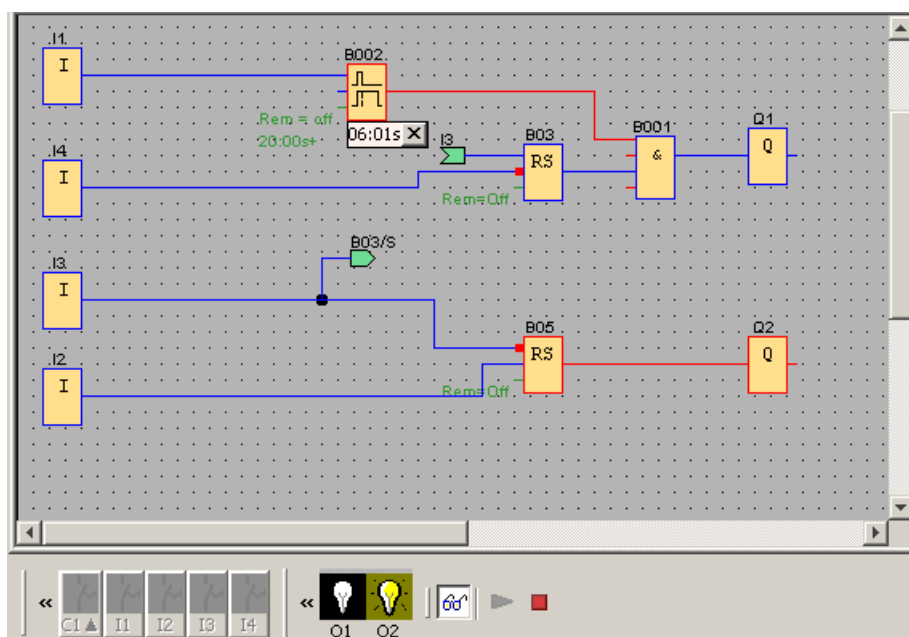 I1
I
B002
Rem = off
20:00s+
06:01s
I3
B03
RS
Rem=Off
B001
&
Q1
Q
I4
I
B03/S
I3
I
B05
RS
Rem=Off
Q2
Q
I2
I
« C1 I1 I2 I3 I4 « Q1 Q2